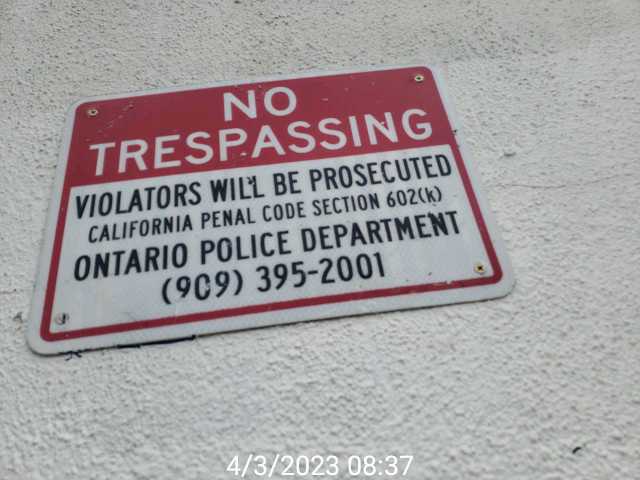 NO
TRESPASSING
VIOLATORS WILL BE PROSECUTED
CALIFORNIA PENAL CODE SECTION 602(k)
ONTARIO POLICE DEPARTMENT
(909) 395-2001
4/3/2023 08:37